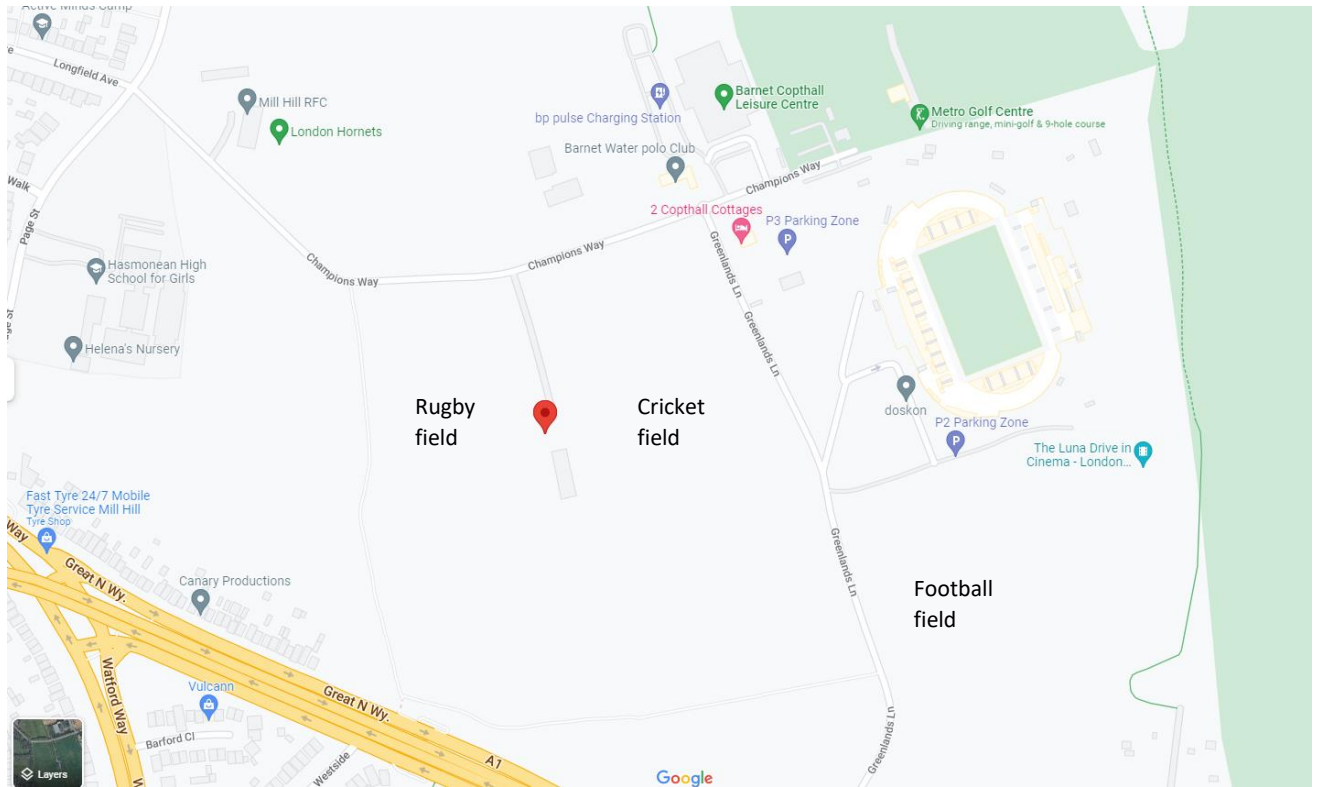 Active Minds Camp
Longfield Ave
Mill Hill RFC
London Hornets
bp pulse Charging Station
Barnet Copthall
Leisure Centre
Metro Golf Centre
Driving range, mini-golf & 9-hole course
Barnet Water polo Club
Champions Way
2 Copthall Cottages
P3 Parking Zone
Walk
Page St
Hasmonean High
School for Girls
Champions Way
Champions Way
Greenlands Ln
Greenlands Ln
Helena's Nursery
Rugby
field
Cricket
field
doskon
P2 Parking Zone
The Luna Drive in
Cinema - London...
Fast Tyre 24/7 Mobile
Tyre Service Mill Hill
Tyre Shop
Way
Great N Wy.
Canary Productions
Greenlands Ln
Football
field
Watford Way
Vulcann
Great N Wy.
Barford Cl
A1
Westside
Greenlands Ln
Layers
Google